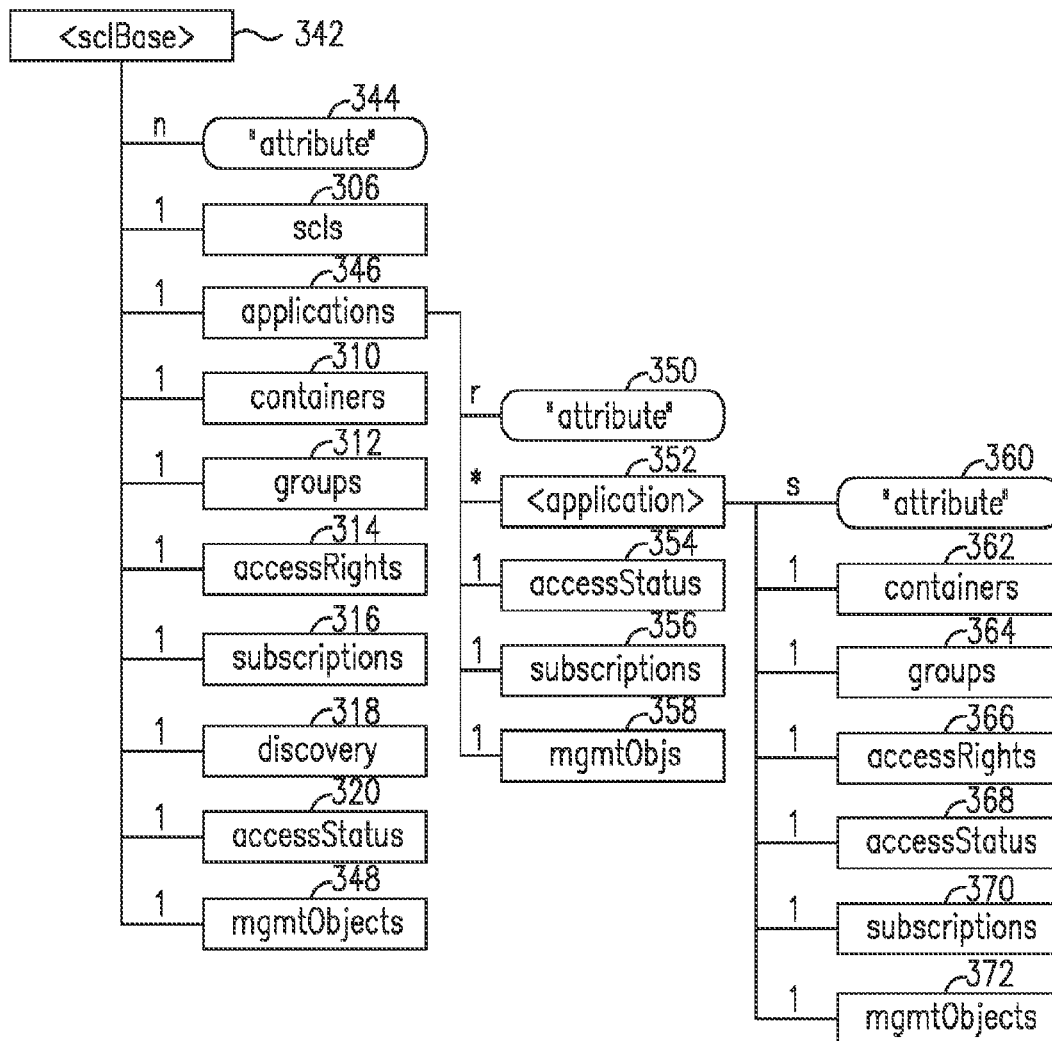 <sclBase> 342
344
n "attribute"
306
1 scls
346
1 applications
310
1 containers
312
1 groups
314
1 accessRights
316
1 subscriptions
318
1 discovery
320
1 accessStatus
348
1 mgmtObjects
350
r "attribute"
352
* <application>
354
1 accessStatus
356
1 subscriptions
358
1 mgmtObjs
360
s "attribute"
362
1 containers
364
1 groups
366
1 accessRights
368
1 accessStatus
370
1 subscriptions
372
1 mgmtObjects